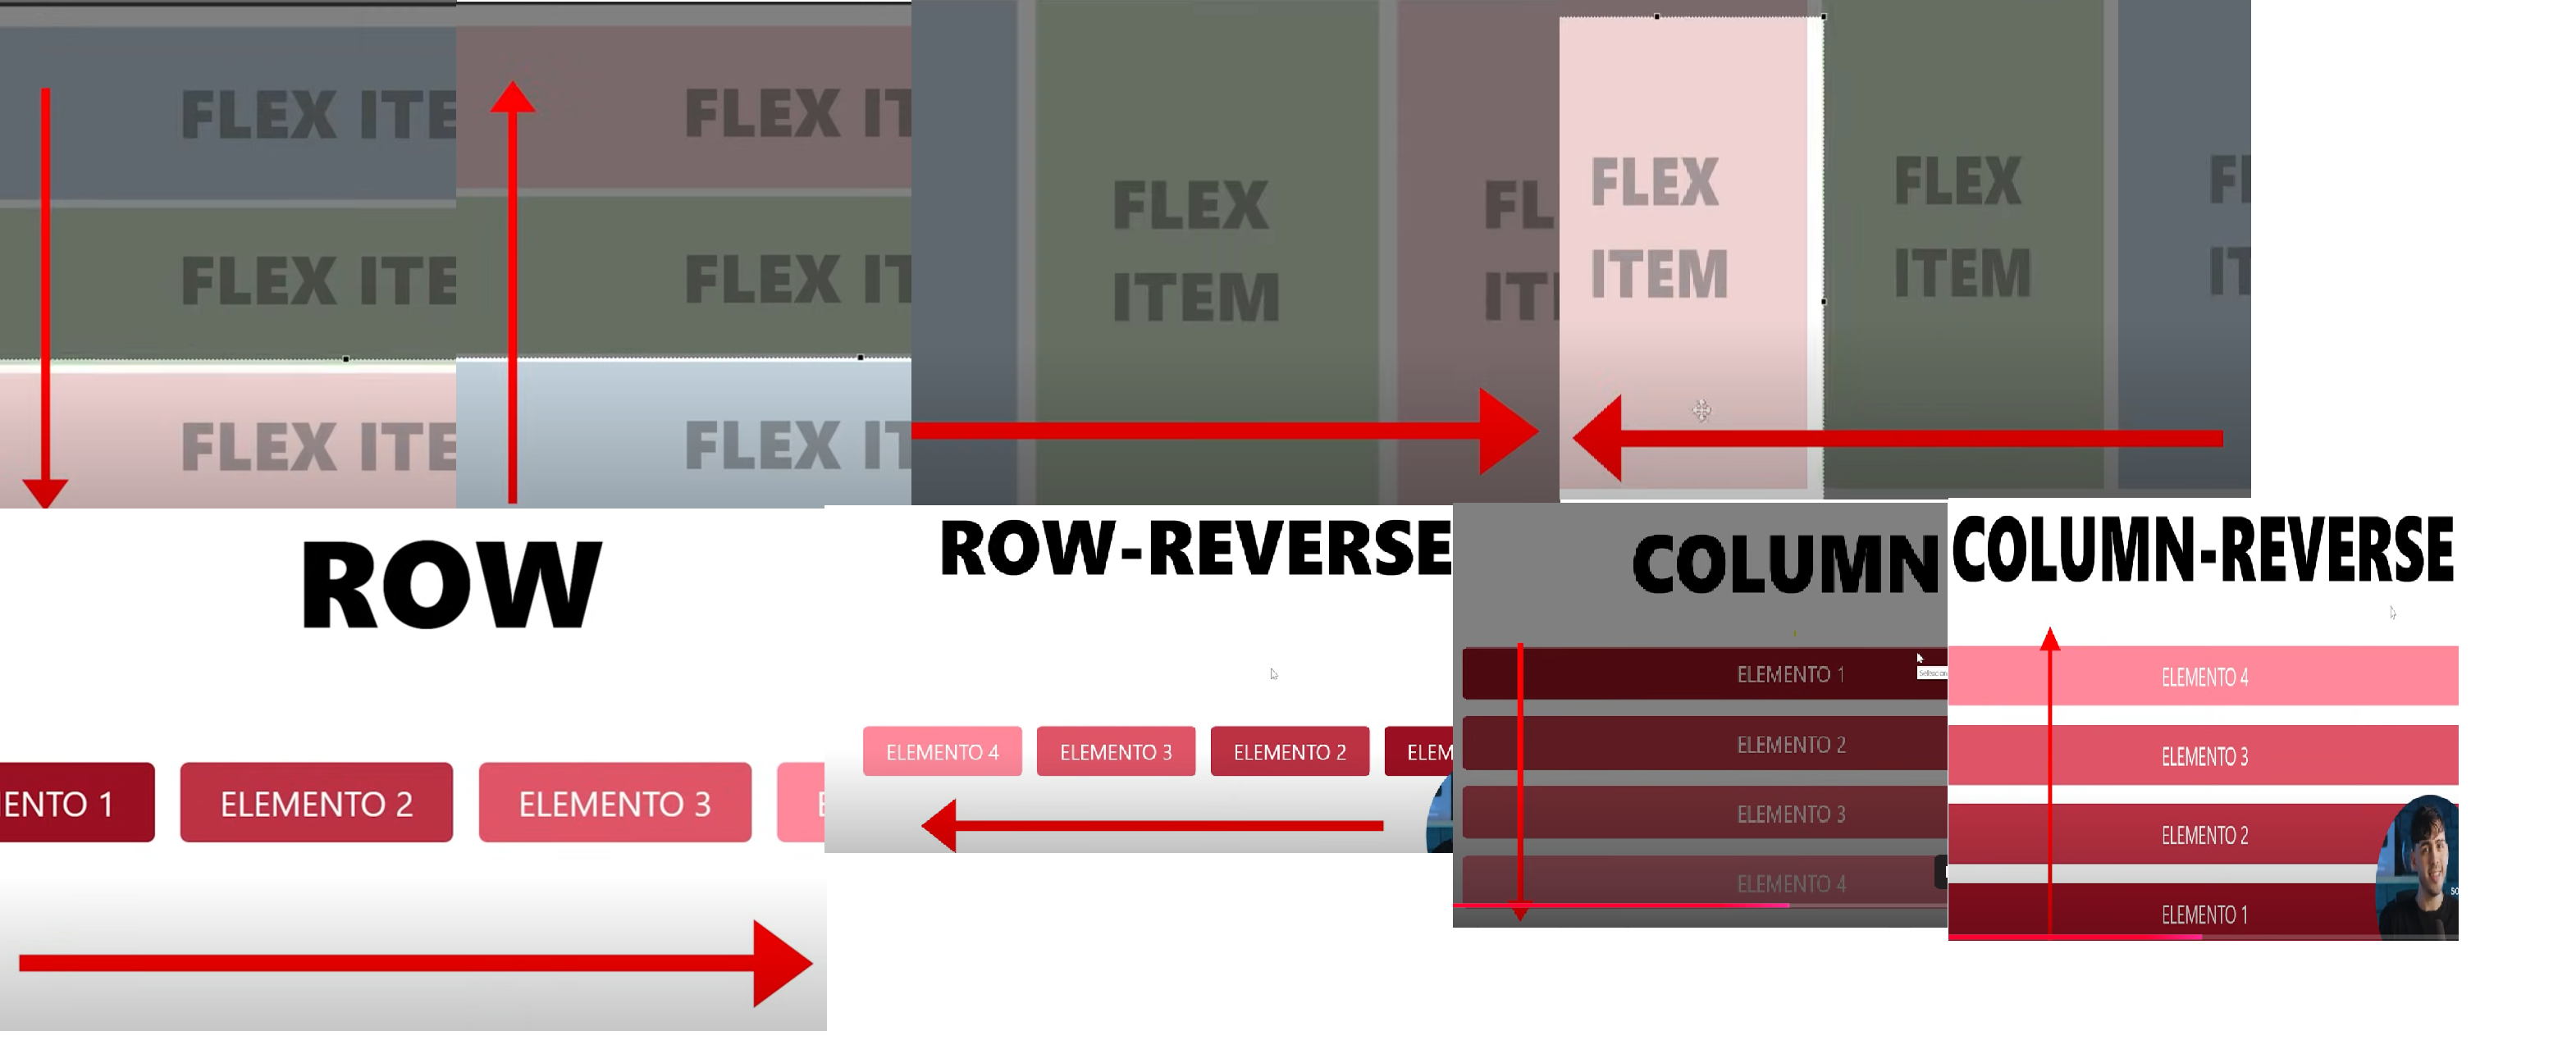 FLEX ITE
FLEX ITE
FLEX ITE
FLEX IT
FLEX IT
FLEX IT
FLEX
ITEM
FL
IT
FLEX
ITEM
FLEX
ITEM
ROW
ENTO 1
ELEMENTO 2
ELEMENTO 3
ROW-REVERSE
ELEMENTO 4
ELEMENTO 3
ELEMENTO 2
ELEM
COLUMN
ELEMENTO 1
ELEMENTO 2
ELEMENTO 3
ELEMENTO 4
COLUMN-REVERSE
ELEMENTO 4
ELEMENTO 3
ELEMENTO 2
ELEMENTO 1